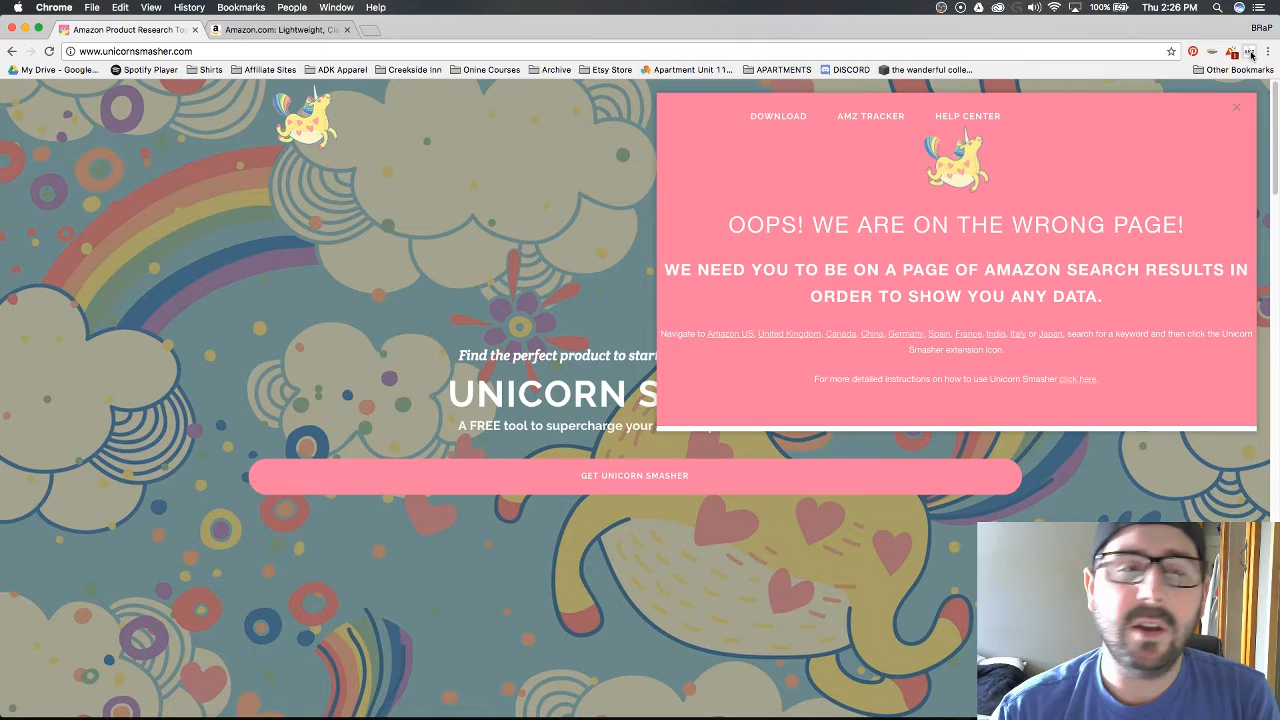 Chrome File Edit View History Bookmarks People Window Help
100% Thu 2:26 PM
Amazon Product Research To
Amazon.com: Lightweight, Cla
Brian
www.unicornsmasher.com
My Drive - Google...
Spotify Player
Shirts
Affiliate Sites
ADK Apparel
Creekside Inn
Online Courses
Archive
Etsy Store
Apartment Unit 11...
APARTMENTS
DISCORD
the wanderful colle...
Other Bookmarks
DOWNLOAD AMZ TRACKER HELP CENTER
OOPS! WE ARE ON THE WRONG PAGE!
WE NEED YOU TO BE ON A PAGE OF AMAZON SEARCH RESULTS IN
ORDER TO SHOW YOU ANY DATA.
Navigate to Amazon US, United Kingdom, Canada, China, Germany, Spain, France, India, Italy or Japan, search for a keyword and then click the Unicorn
Smasher extension icon.
For more detailed instructions on how to use Unicorn Smasher click here.
Find the perfect product to start
UNICORN S
A FREE tool to supercharge your
GET UNICORN SMASHER